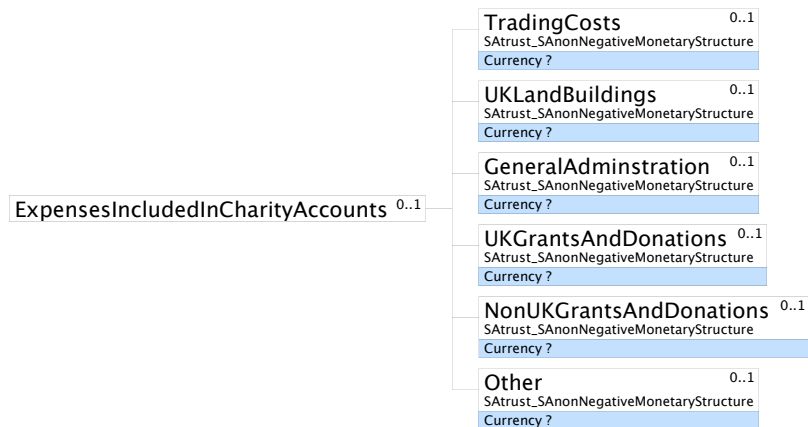 TradingCosts 0..1
SAtrust_SAnonNegativeMonetaryStructure
Currency ?
UKLandBuildings 0..1
SAtrust_SAnonNegativeMonetaryStructure
Currency ?
GeneralAdminstration 0..1
SAtrust_SAnonNegativeMonetaryStructure
Currency ?
ExpensesIncludedInCharityAccounts 0..1
UKGrantsAndDonations 0..1
SAtrust_SAnonNegativeMonetaryStructure
Currency ?
NonUKGrantsAndDonations 0..1
SAtrust_SAnonNegativeMonetaryStructure
Currency ?
Other 0..1
SAtrust_SAnonNegativeMonetaryStructure
Currency ?